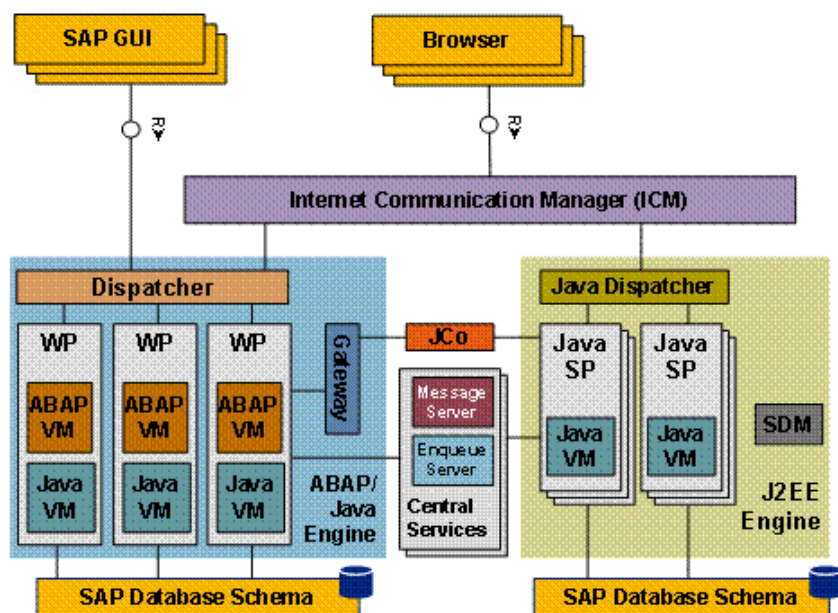 SAP GUI
Browser
R
R
Internet Communication Manager (ICM)
Dispatcher
Java Dispatcher
WP
WP
WP
Gateway
JCo
Java
SP
Java
SP
ABAP
VM
ABAP
VM
ABAP
VM
Message
Server
Enqueue
Server
Central
Services
Java
VM
Java
VM
SDM
Java
VM
Java
VM
Java
VM
ABAP/
Java
Engine
J2EE
Engine
SAP Database Schema
SAP Database Schema